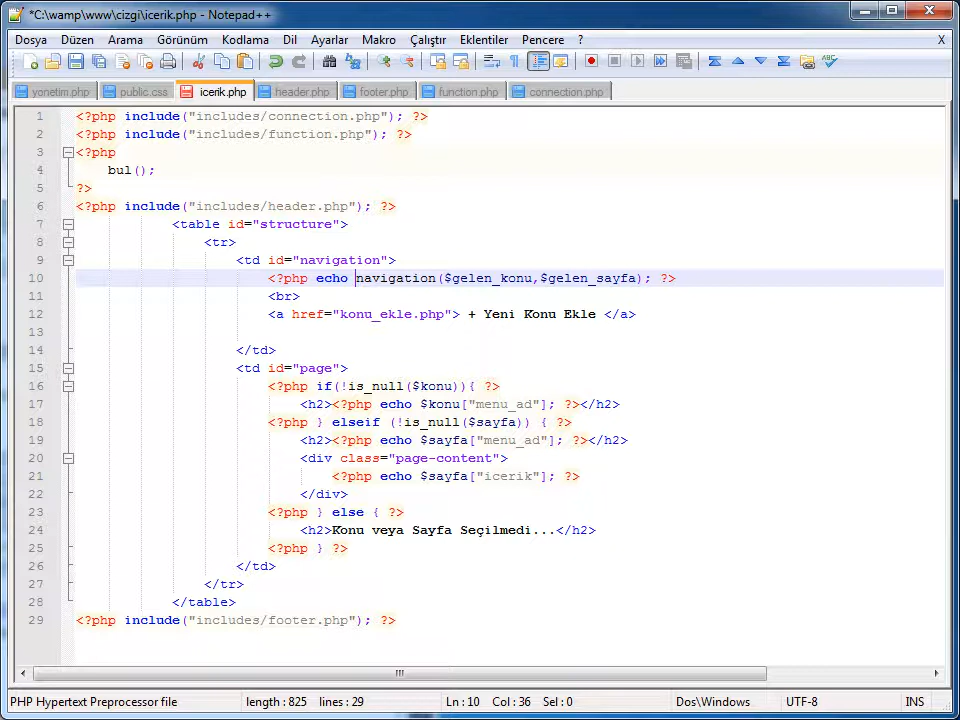 *C:\wamp\www\cizgi\icerik.php - Notepad++
Dosya Düzen Arama Görünüm Kodlama Dil Ayarlar Makro Çalıştır Eklentiler Pencere ? X
yonetim.php public.css icerik.php header.php footer.php function.php connection.php
1 <?php include("includes/connection.php"); ?>
2 <?php include("includes/function.php"); ?>
3 <?php
4 bul();
5 ?>
6 <?php include("includes/header.php"); ?>
7 <table id="structure">
8 <tr>
9 <td id="navigation">
10 <?php echo navigation($gelen_konu,$gelen_sayfa); ?>
11 <br>
12 <a href="konu_ekle.php"> + Yeni Konu Ekle </a>
13
14 </td>
15 <td id="page">
16 <?php if(!is_null($konu)){ ?>
17 <h2><?php echo $konu["menu_ad"]; ?></h2>
18 <?php } elseif (!is_null($sayfa)) { ?>
19 <h2><?php echo $sayfa["menu_ad"]; ?></h2>
20 <div class="page-content">
21 <?php echo $sayfa["icerik"]; ?>
22 </div>
23 <?php } else { ?>
24 <h2>Konu veya Sayfa Seçilmedi...</h2>
25 <?php } ?>
26 </td>
27 </tr>
28 </table>
29 <?php include("includes/footer.php"); ?>
PHP Hypertext Preprocessor file length : 825 lines : 29 Ln : 10 Col : 36 Sel : 0 Dos\Windows UTF-8 INS